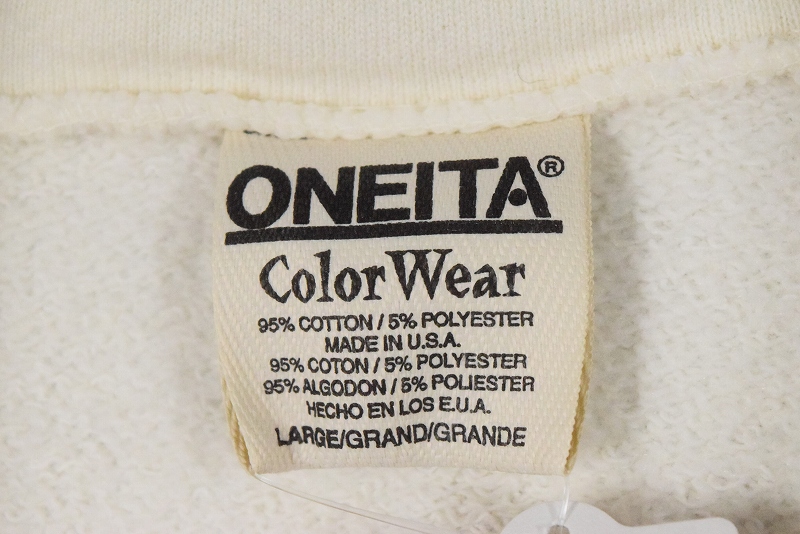 ONEITA®
Color Wear
95% COTTON / 5% POLYESTER
MADE IN U.S.A.
95% COTON / 5% POLYESTER
95% ALGODON / 5% POLIESTER
HECHO EN LOS E.U.A.
LARGE/GRAND/GRANDE